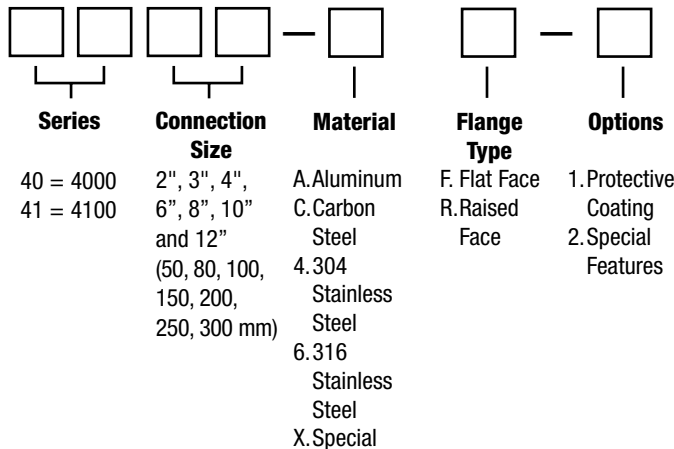 Series
40 = 4000
41 = 4100
Connection
Size
2", 3", 4",
6”, 8”, 10”
and 12”
(50, 80, 100,
150, 200,
250, 300 mm)
Material
A. Aluminum
C. Carbon
Steel
4. 304
Stainless
Steel
6. 316
Stainless
Steel
X. Special
Flange
Type
F. Flat Face
R. Raised
Face
Options
1. Protective
Coating
2. Special
Features